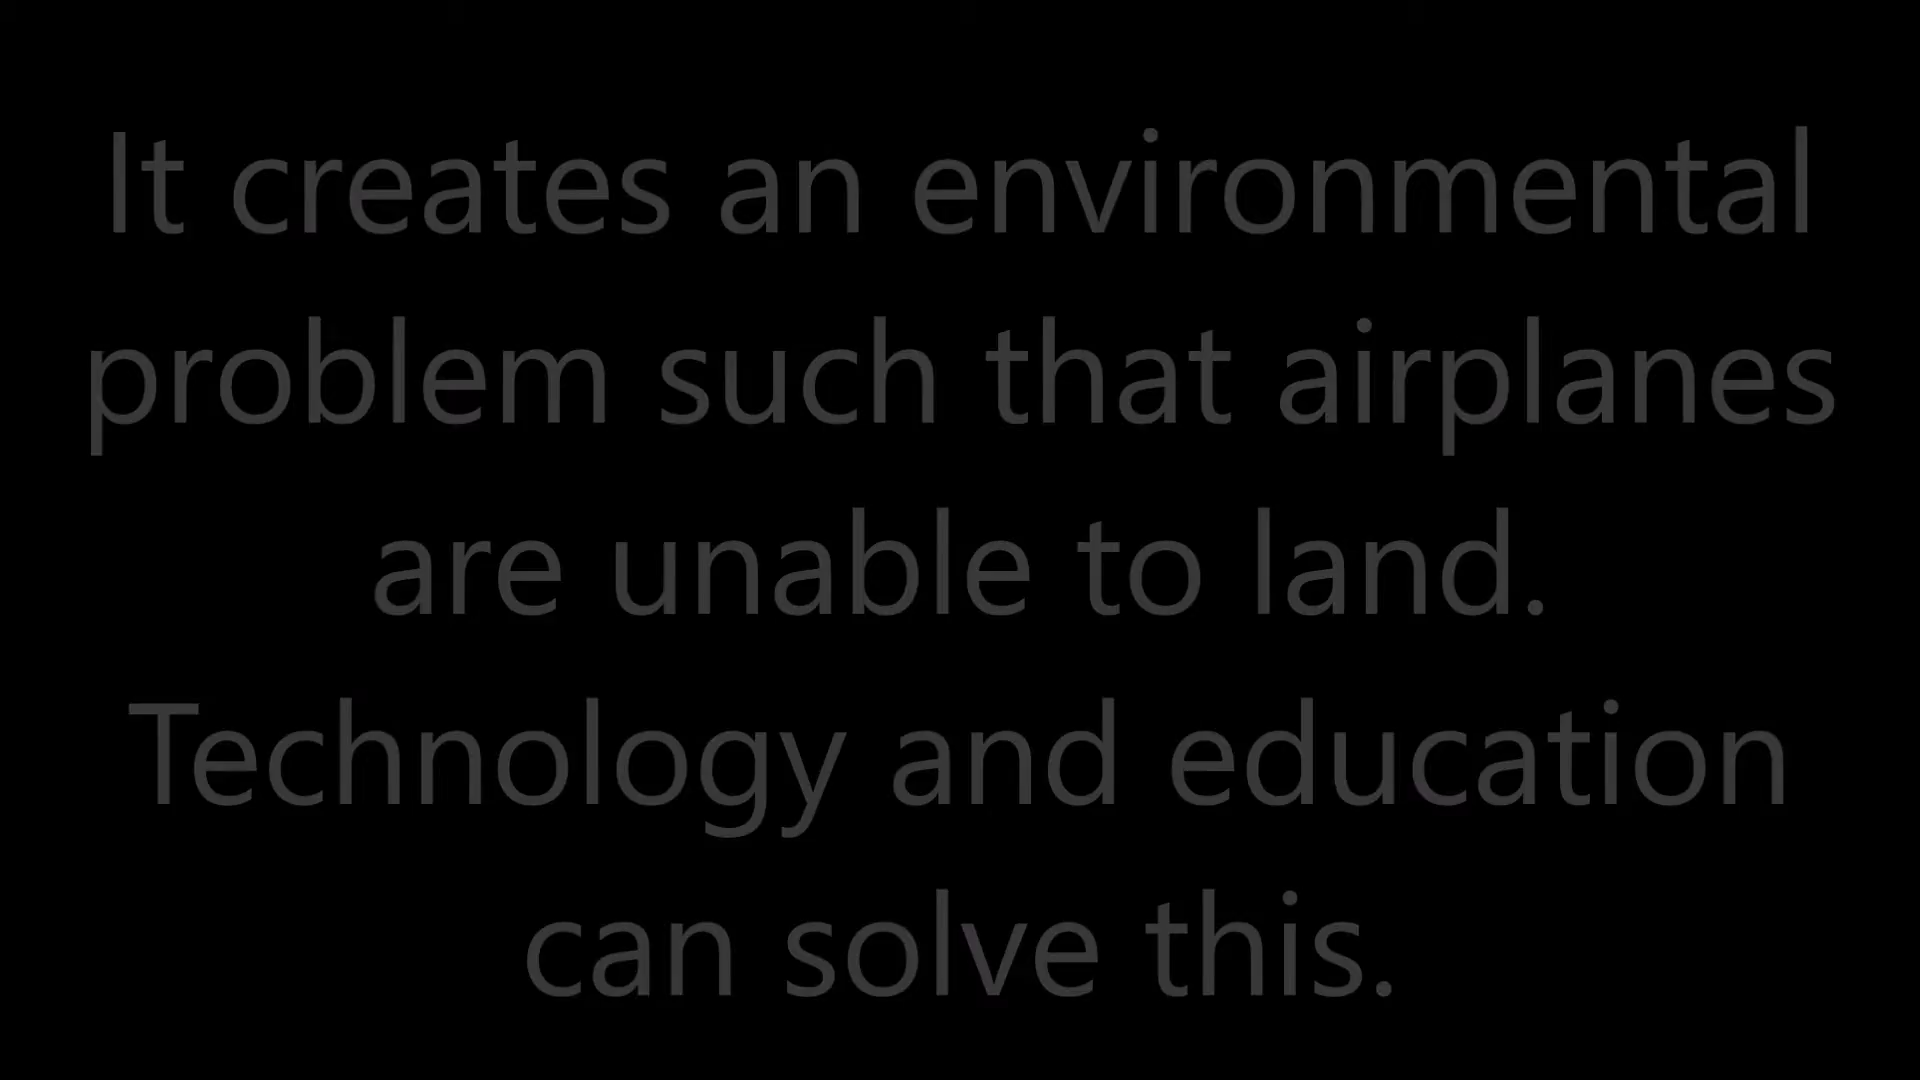 It creates an environmental
problem such that airplanes
are unable to land.
Technology and education
can solve this.